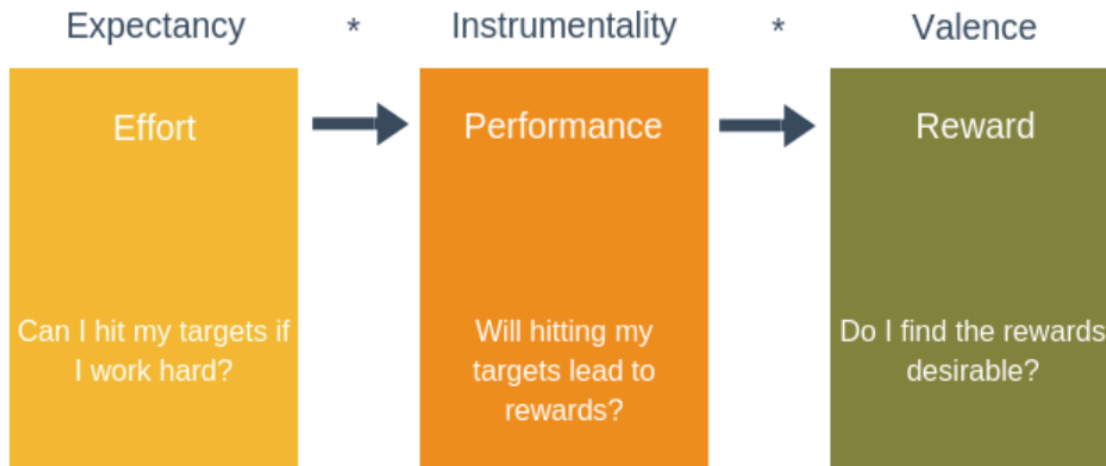 Expectancy * Instrumentality * Valence
Effort
Performance
Reward
Can I hit my targets if
I work hard?
Will hitting my
targets lead to
rewards?
Do I find the rewards
desirable?